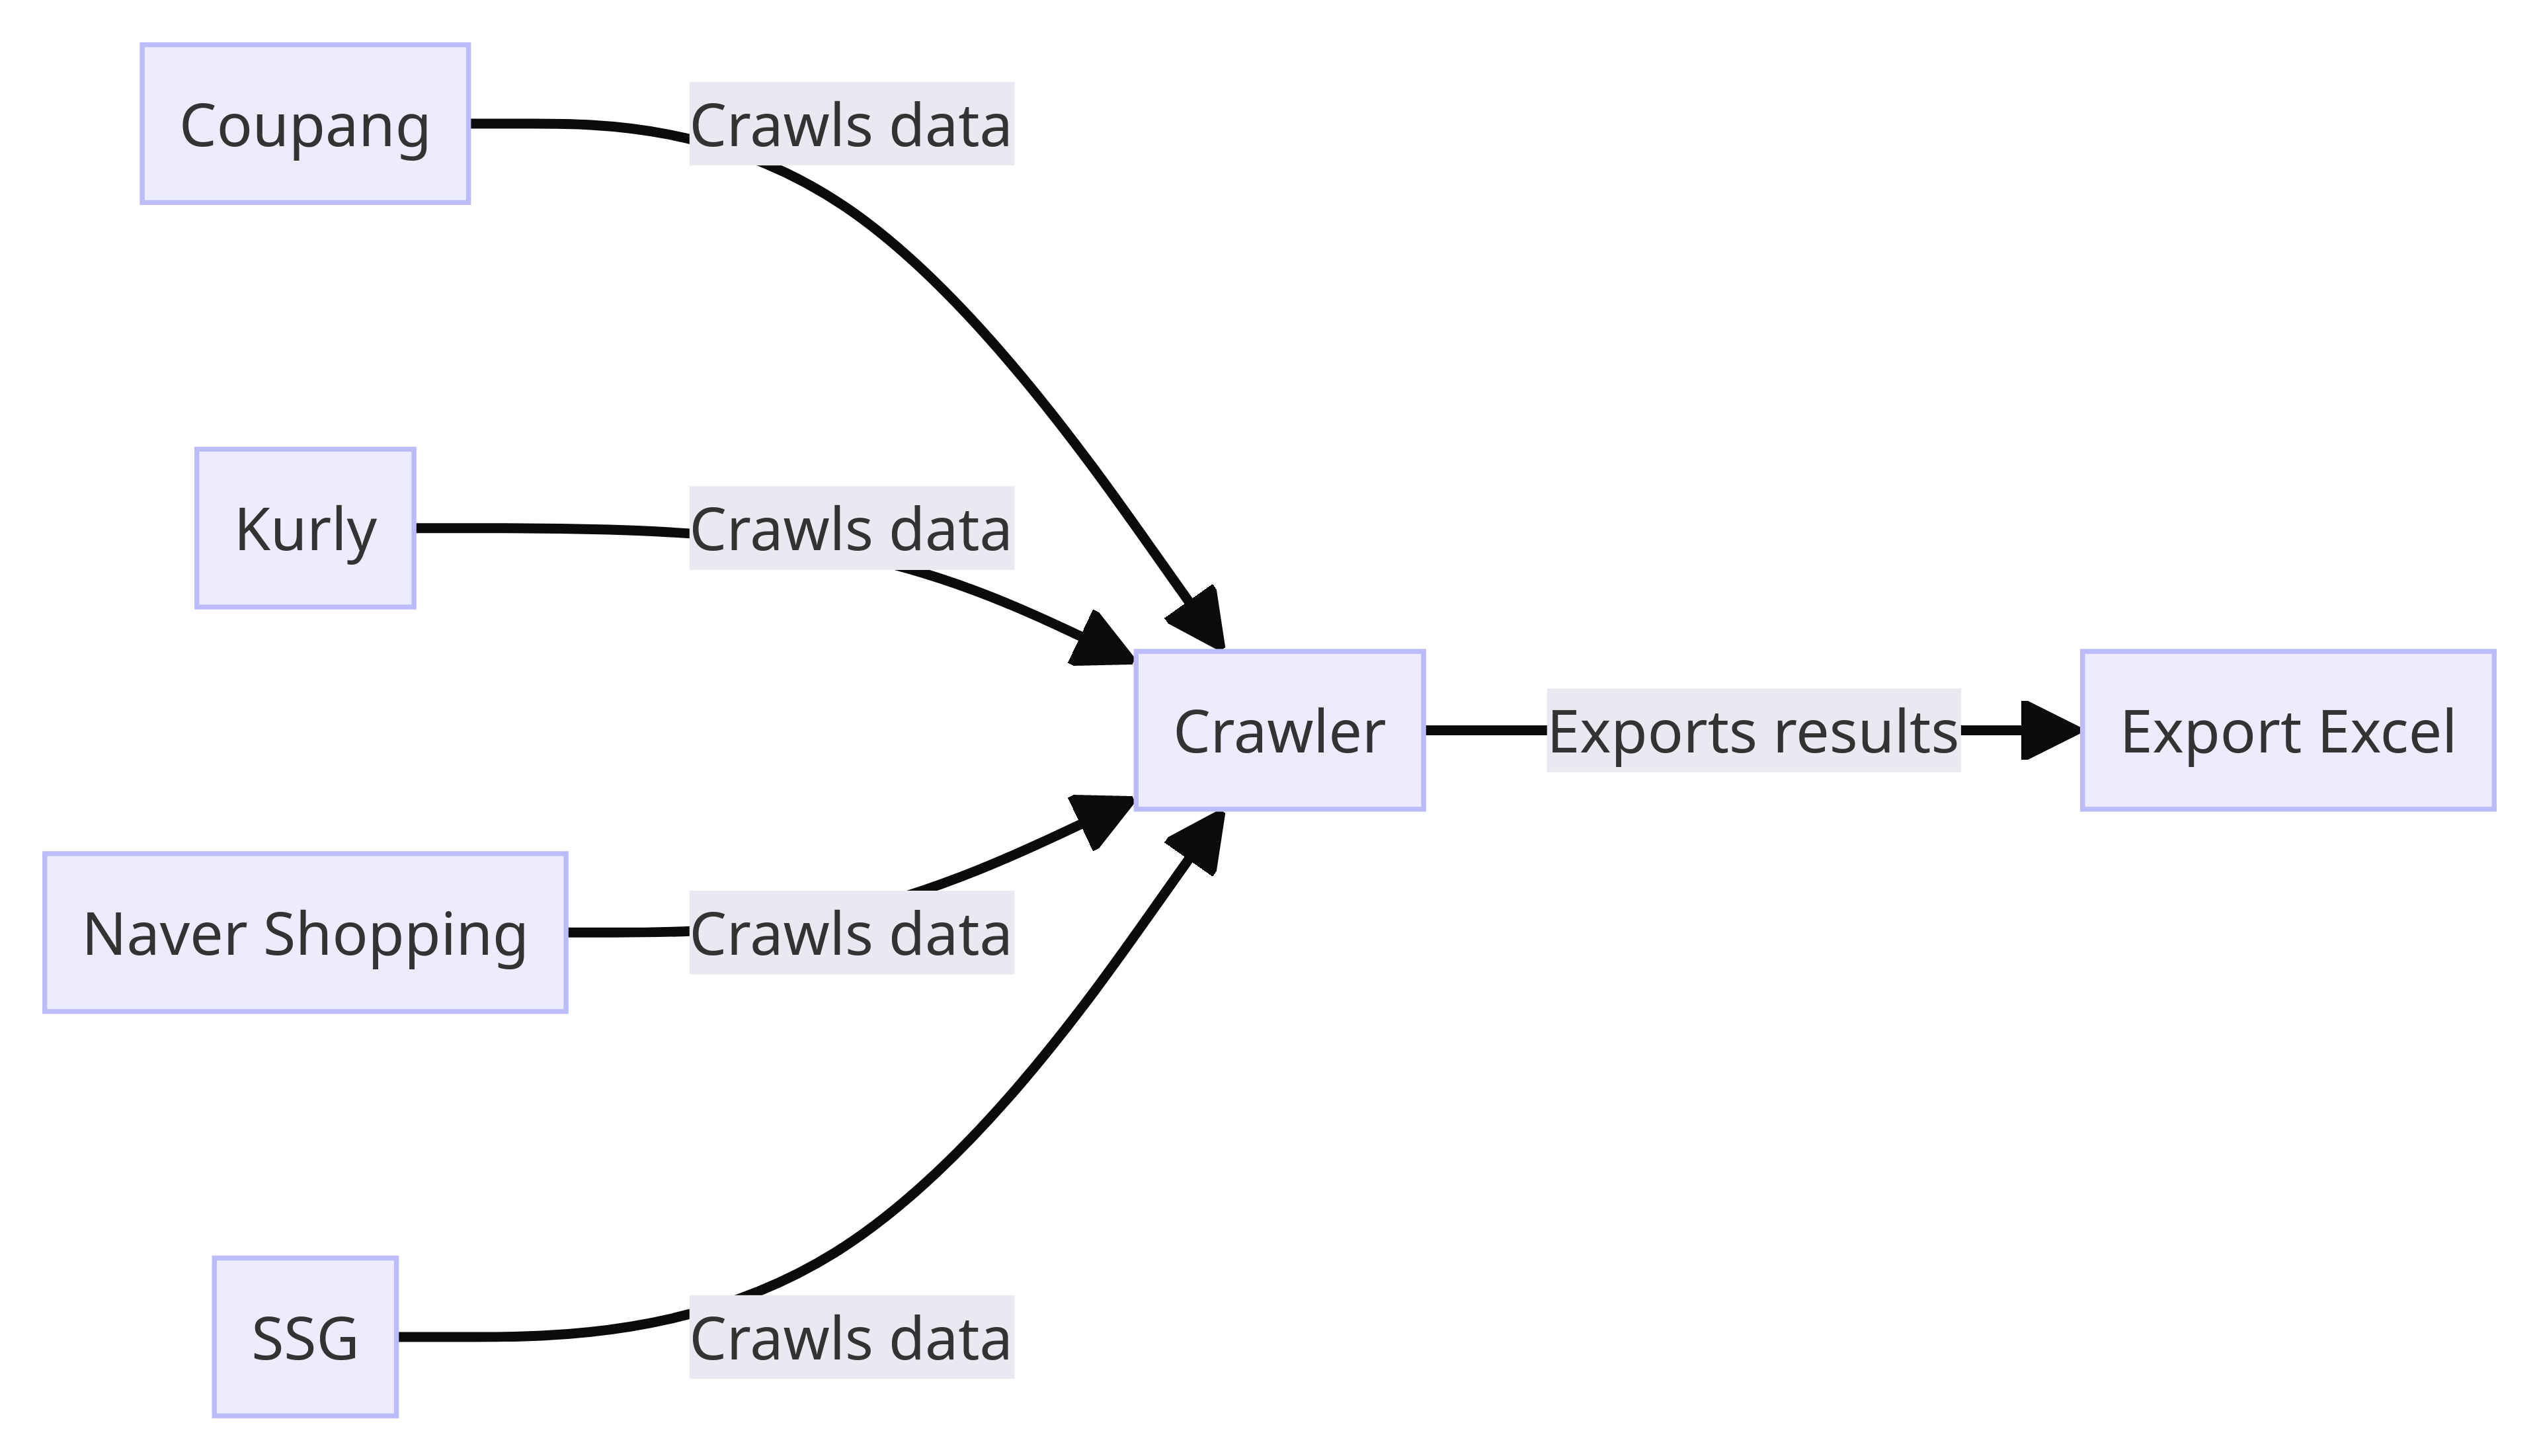 Coupang
Crawls data
Kurly
Crawls data
Crawler
Exports results
Export Excel
Naver Shopping
Crawls data
SSG
Crawls data